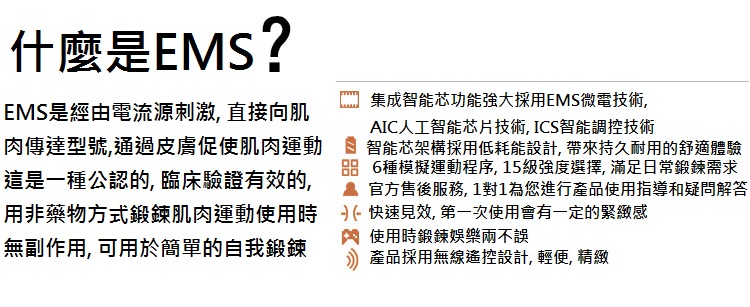 什麼是EMS?
EMS是經由電流源刺激, 直接向肌
肉傳達型號,通過皮膚促使肌肉運動
這是一種公認的, 臨床驗證有效的,
用非藥物方式鍛鍊肌肉運動使用時
無副作用, 可用於簡單的自我鍛鍊
集成智能芯功能強大採用EMS微電技術,
AIC人工智能芯片技術, ICS智能調控技術
智能芯架構採用低耗能設計, 帶來持久耐用的舒適體驗
6種模擬運動程序, 15級強度選擇, 滿足日常鍛鍊需求
官方售後服務, 1對1為您進行產品使用指導和疑問解答
快速見效, 第一次使用會有一定的緊緻感
使用時鍛鍊娛樂兩不誤
產品採用無線遙控設計, 輕便, 精緻